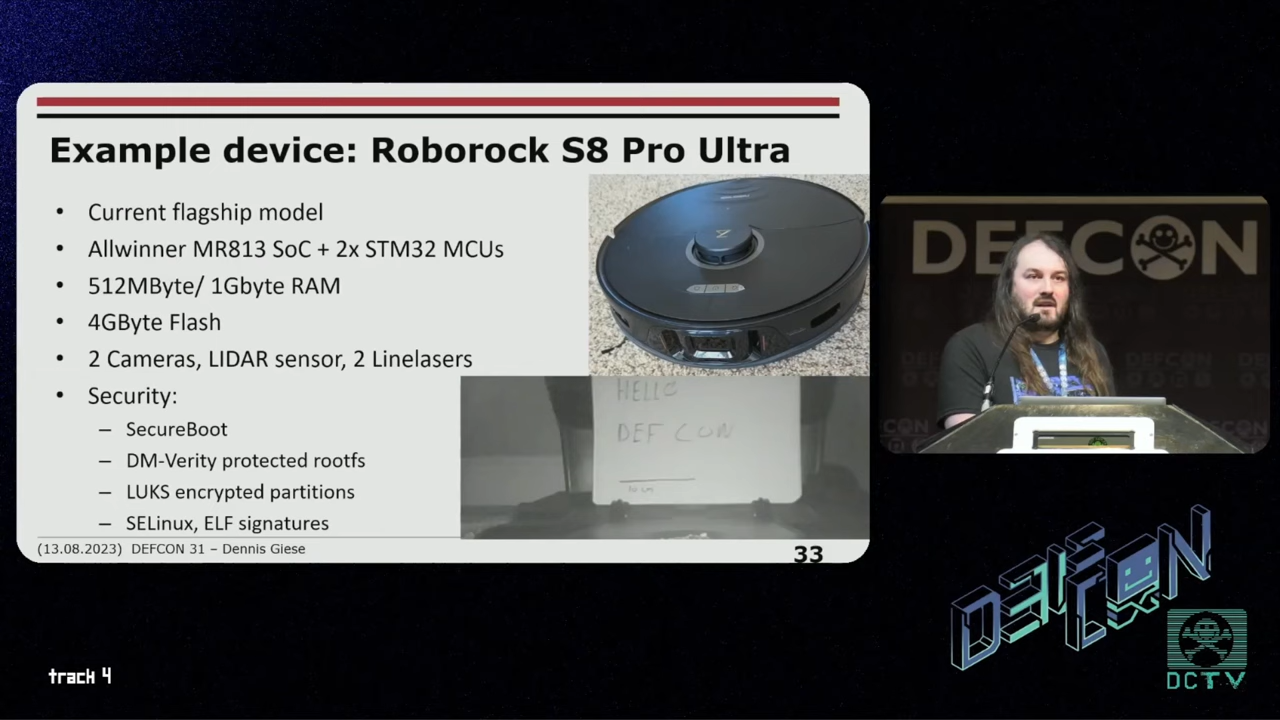 Example device: Roborock S8 Pro Ultra
• Current flagship model
• Allwinner MR813 SoC + 2x STM32 MCUs
• 512MByte/ 1Gbyte RAM
• 4GByte Flash
• 2 Cameras, LIDAR sensor, 2 Linelasers
• Security:
– SecureBoot
– DM-Verity protected rootfs
– LUKS encrypted partitions
– SELinux, ELF signatures
HELLO
DEF CON
(13.08.2023) DEFCON 31 – Dennis Giese
33
DEFCON
DEFCON
track 4
DCTV